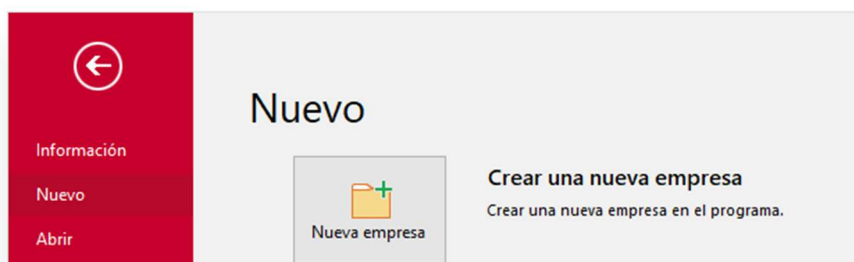 Nuevo
Información
Nuevo
Abrir
Nueva empresa
Crear una nueva empresa
Crear una nueva empresa en el programa.